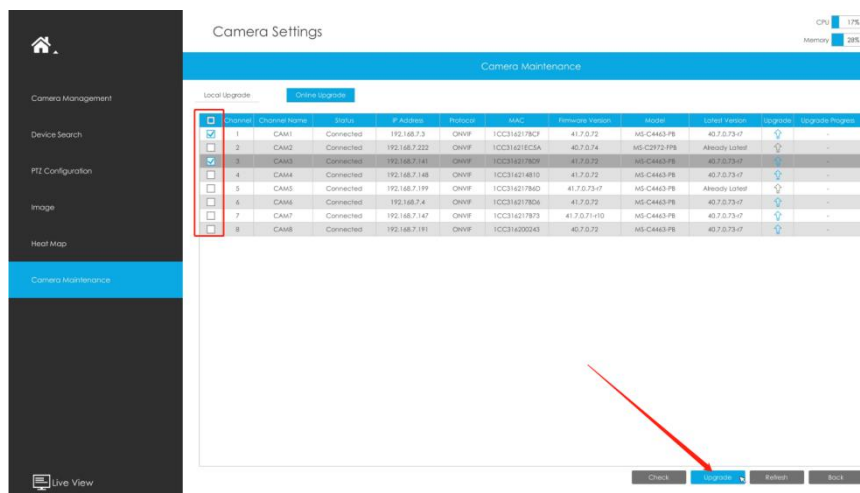 Camera Settings
CPU 17%
Memory 28%
Camera Maintenance
Camera Management
Device Search
PTZ Configuration
Image
Heat Map
Camera Maintenance
Live View
Local Upgrade Online Upgrade
Channel Channel Name Status IP Address Protocol MAC Firmware Version Model Latest Version Upgrade Upgrade Progress
1 CAM1 Connected 192.168.7.3 ONVIF 1CC316217BCF 41.7.0.72 MS-C4463-PB 40.7.0.73-r7 -
2 CAM2 Connected 192.168.7.222 ONVIF 1CC31621EC5A 40.7.0.74 MS-C2972-FPB Already Latest -
3 CAM3 Connected 192.168.7.141 ONVIF 1CC316217BD9 41.7.0.72 MS-C4463-PB 40.7.0.73-r7 -
4 CAM4 Connected 192.168.7.148 ONVIF 1CC316214B10 41.7.0.72 MS-C4463-PB 40.7.0.73-r7 -
5 CAM5 Connected 192.168.7.199 ONVIF 1CC316217B6D 41.7.0.73-r7 MS-C4463-PB Already Latest -
6 CAM6 Connected 192.168.7.4 ONVIF 1CC316217BD6 41.7.0.72 MS-C4463-PB 40.7.0.73-r7 -
7 CAM7 Connected 192.168.7.147 ONVIF 1CC316217B73 41.7.0.71-r10 MS-C4463-PB 40.7.0.73-r7 -
8 CAM8 Connected 192.168.7.191 ONVIF 1CC316200243 41.7.0.72 MS-C4463-PB 40.7.0.73-r7 -
Check Upgrade Refresh Back